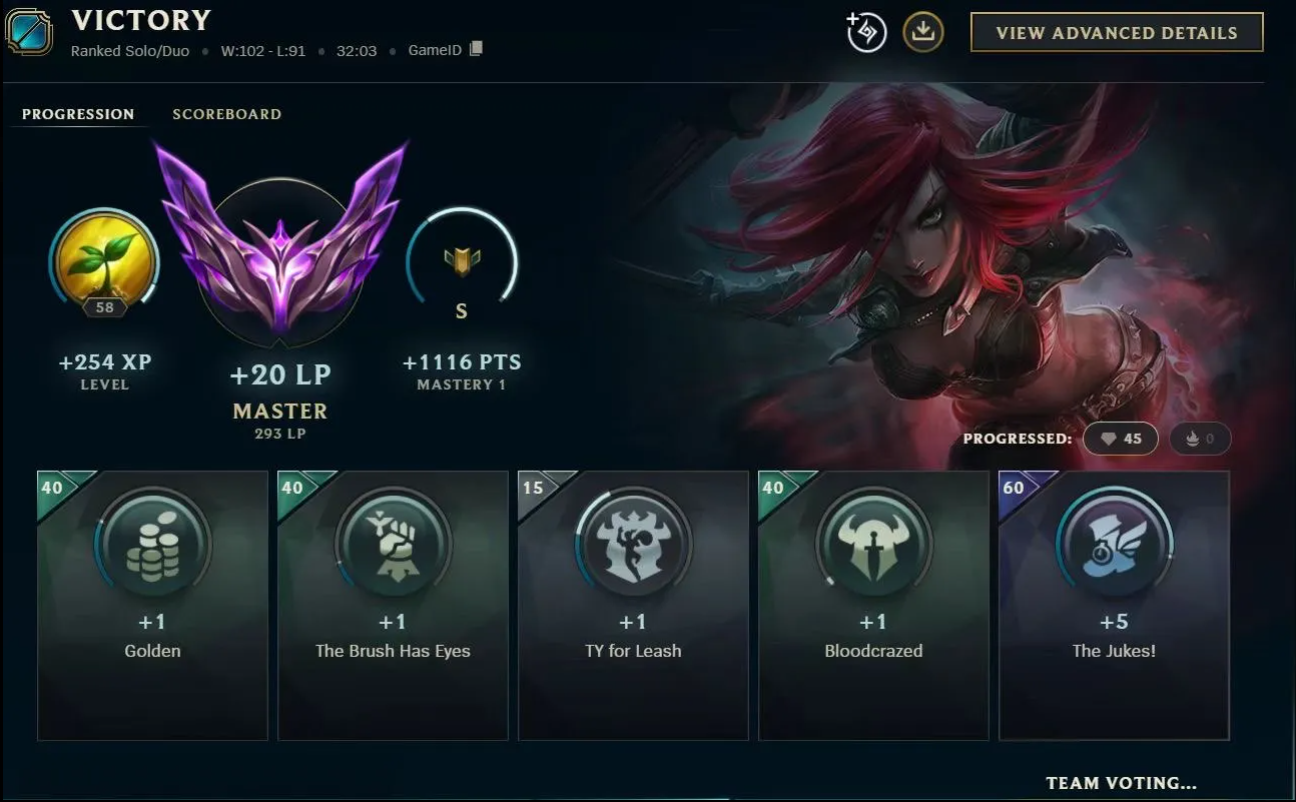 VICTORY
Ranked Solo/Duo • W:102 - L:91 • 32:03 • GameID
VIEW ADVANCED DETAILS
PROGRESSION SCOREBOARD
58
+254 XP
LEVEL
+20 LP
MASTER
293 LP
S
+1116 PTS
MASTERY 1
PROGRESSED: 45 0
40
+1
Golden
40
+1
The Brush Has Eyes
15
+1
TY for Leash
40
+1
Bloodcrazed
60
+5
The Jukes!
TEAM VOTING...